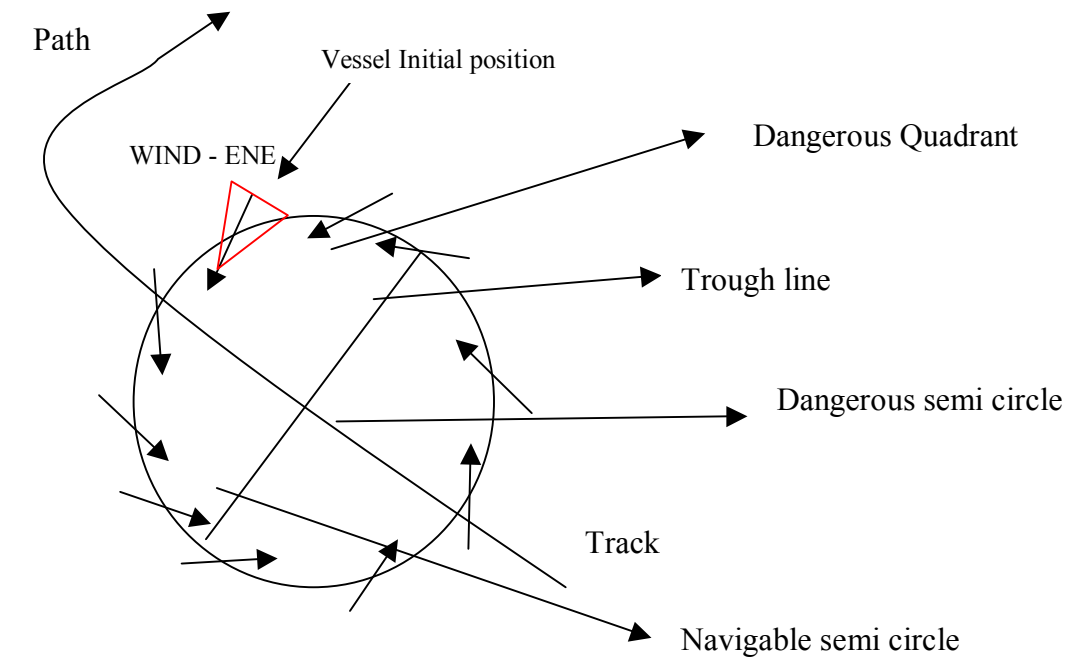 Path
Vessel Initial position
Dangerous Quadrant
WIND - ENE
Trough line
Dangerous semi circle
Track
Navigable semi circle